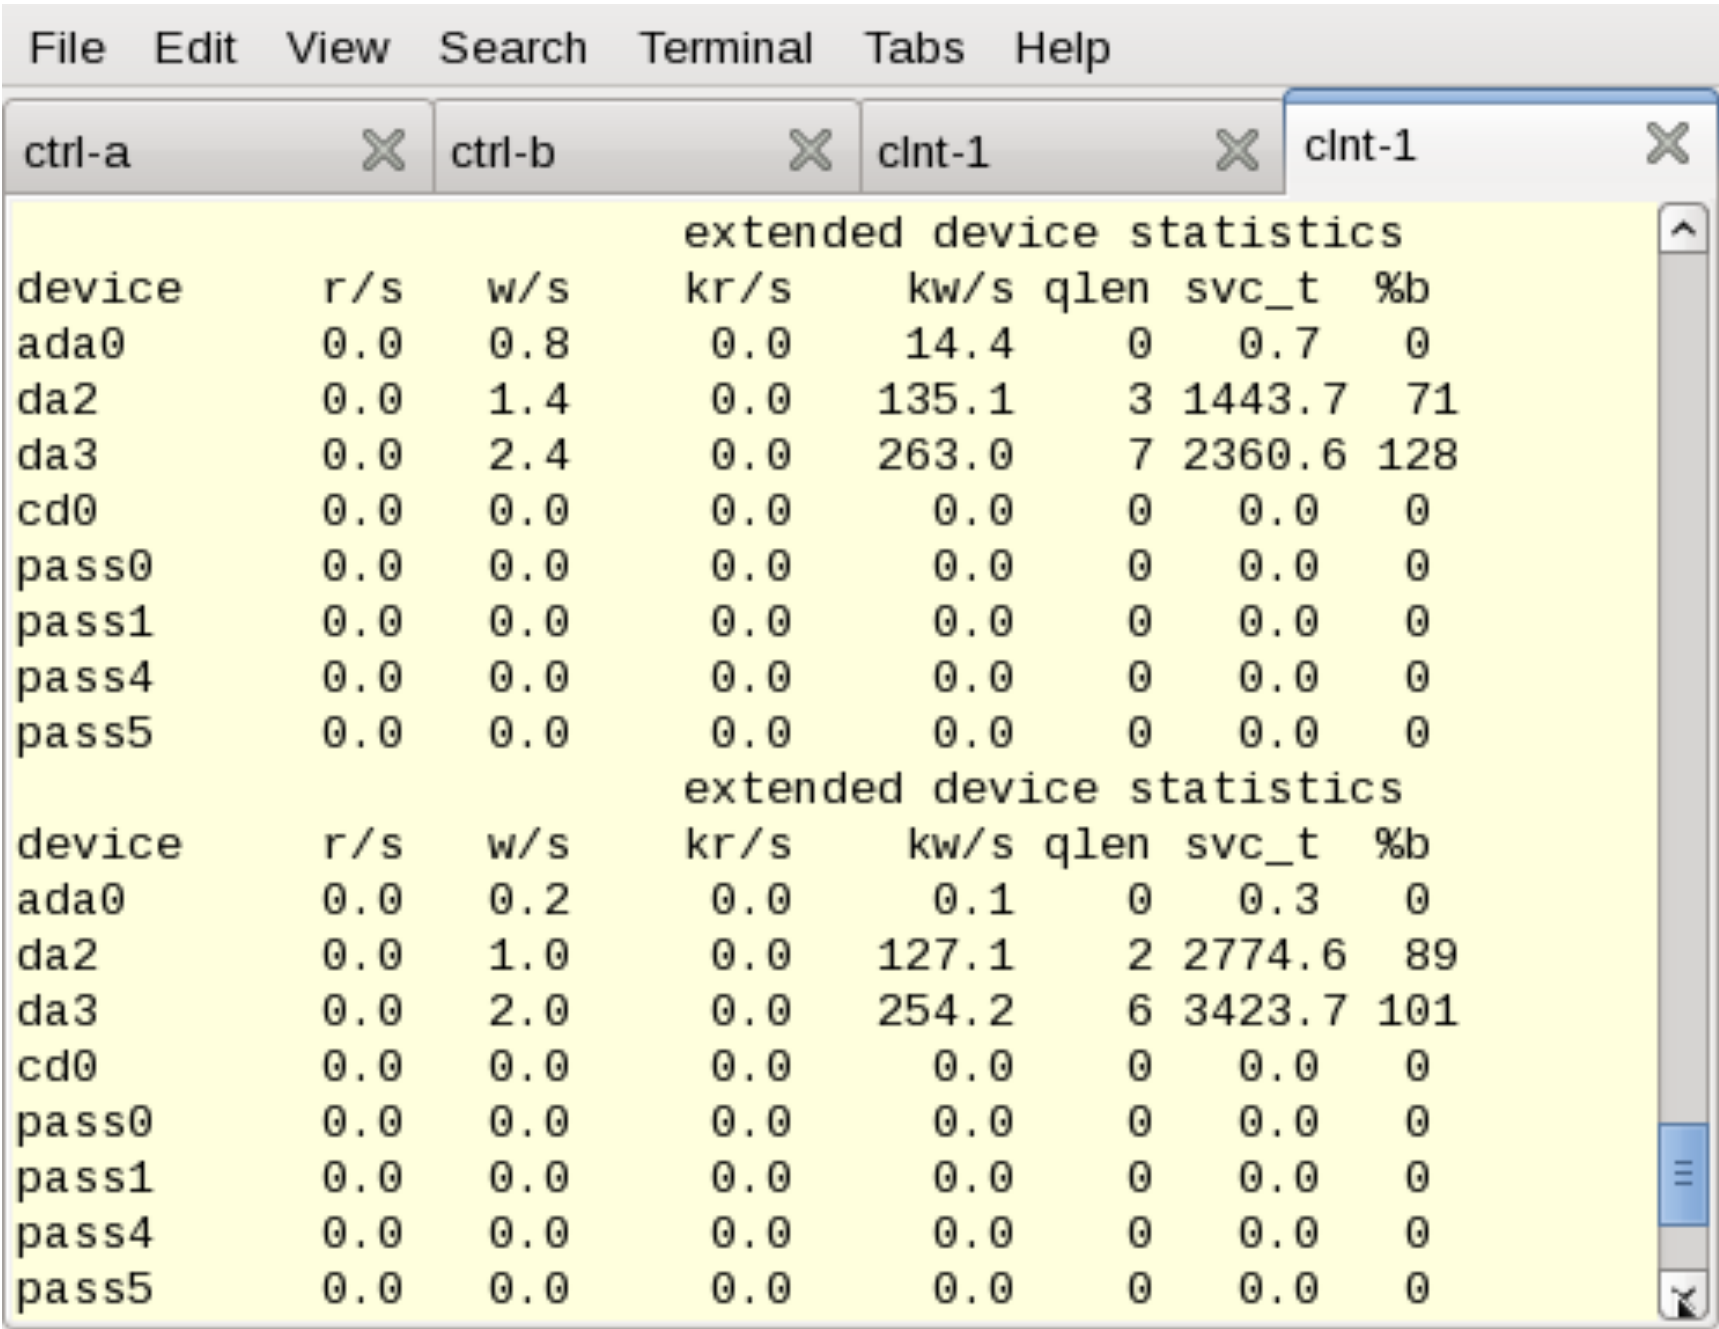 File Edit View Search Terminal Tabs Help
ctrl-a ctrl-b clnt-1 clnt-1
extended device statistics
device r/s w/s kr/s kw/s qlen svc_t %b
ada0 0.0 0.8 0.0 14.4 0 0.7 0
da2 0.0 1.4 0.0 135.1 3 1443.7 71
da3 0.0 2.4 0.0 263.0 7 2360.6 128
cd0 0.0 0.0 0.0 0.0 0 0.0 0
pass0 0.0 0.0 0.0 0.0 0 0.0 0
pass1 0.0 0.0 0.0 0.0 0 0.0 0
pass4 0.0 0.0 0.0 0.0 0 0.0 0
pass5 0.0 0.0 0.0 0.0 0 0.0 0
extended device statistics
device r/s w/s kr/s kw/s qlen svc_t %b
ada0 0.0 0.2 0.0 0.1 0 0.3 0
da2 0.0 1.0 0.0 127.1 2 2774.6 89
da3 0.0 2.0 0.0 254.2 6 3423.7 101
cd0 0.0 0.0 0.0 0.0 0 0.0 0
pass0 0.0 0.0 0.0 0.0 0 0.0 0
pass1 0.0 0.0 0.0 0.0 0 0.0 0
pass4 0.0 0.0 0.0 0.0 0 0.0 0
pass5 0.0 0.0 0.0 0.0 0 0.0 0